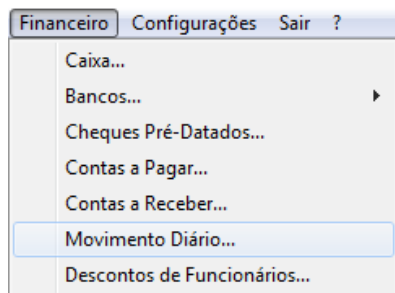 Financeiro Configurações Sair ?
Caixa...
Bancos...
Cheques Pré-Datados...
Contas a Pagar...
Contas a Receber...
Movimento Diário...
Descontos de Funcionários...